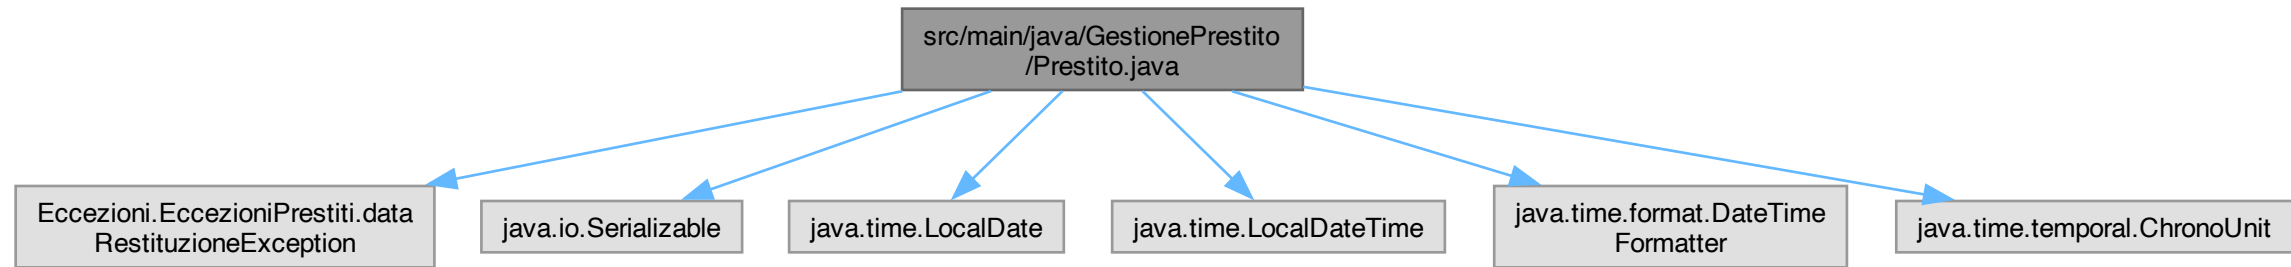 src/main/java/GestionePrestito
/Prestito.java
Eccezioni.EccezioniPrestiti.data
RestituzioneException
java.io.Serializable
java.time.LocalDate
java.time.LocalDateTime
java.time.format.DateTime
Formatter
java.time.temporal.ChronoUnit